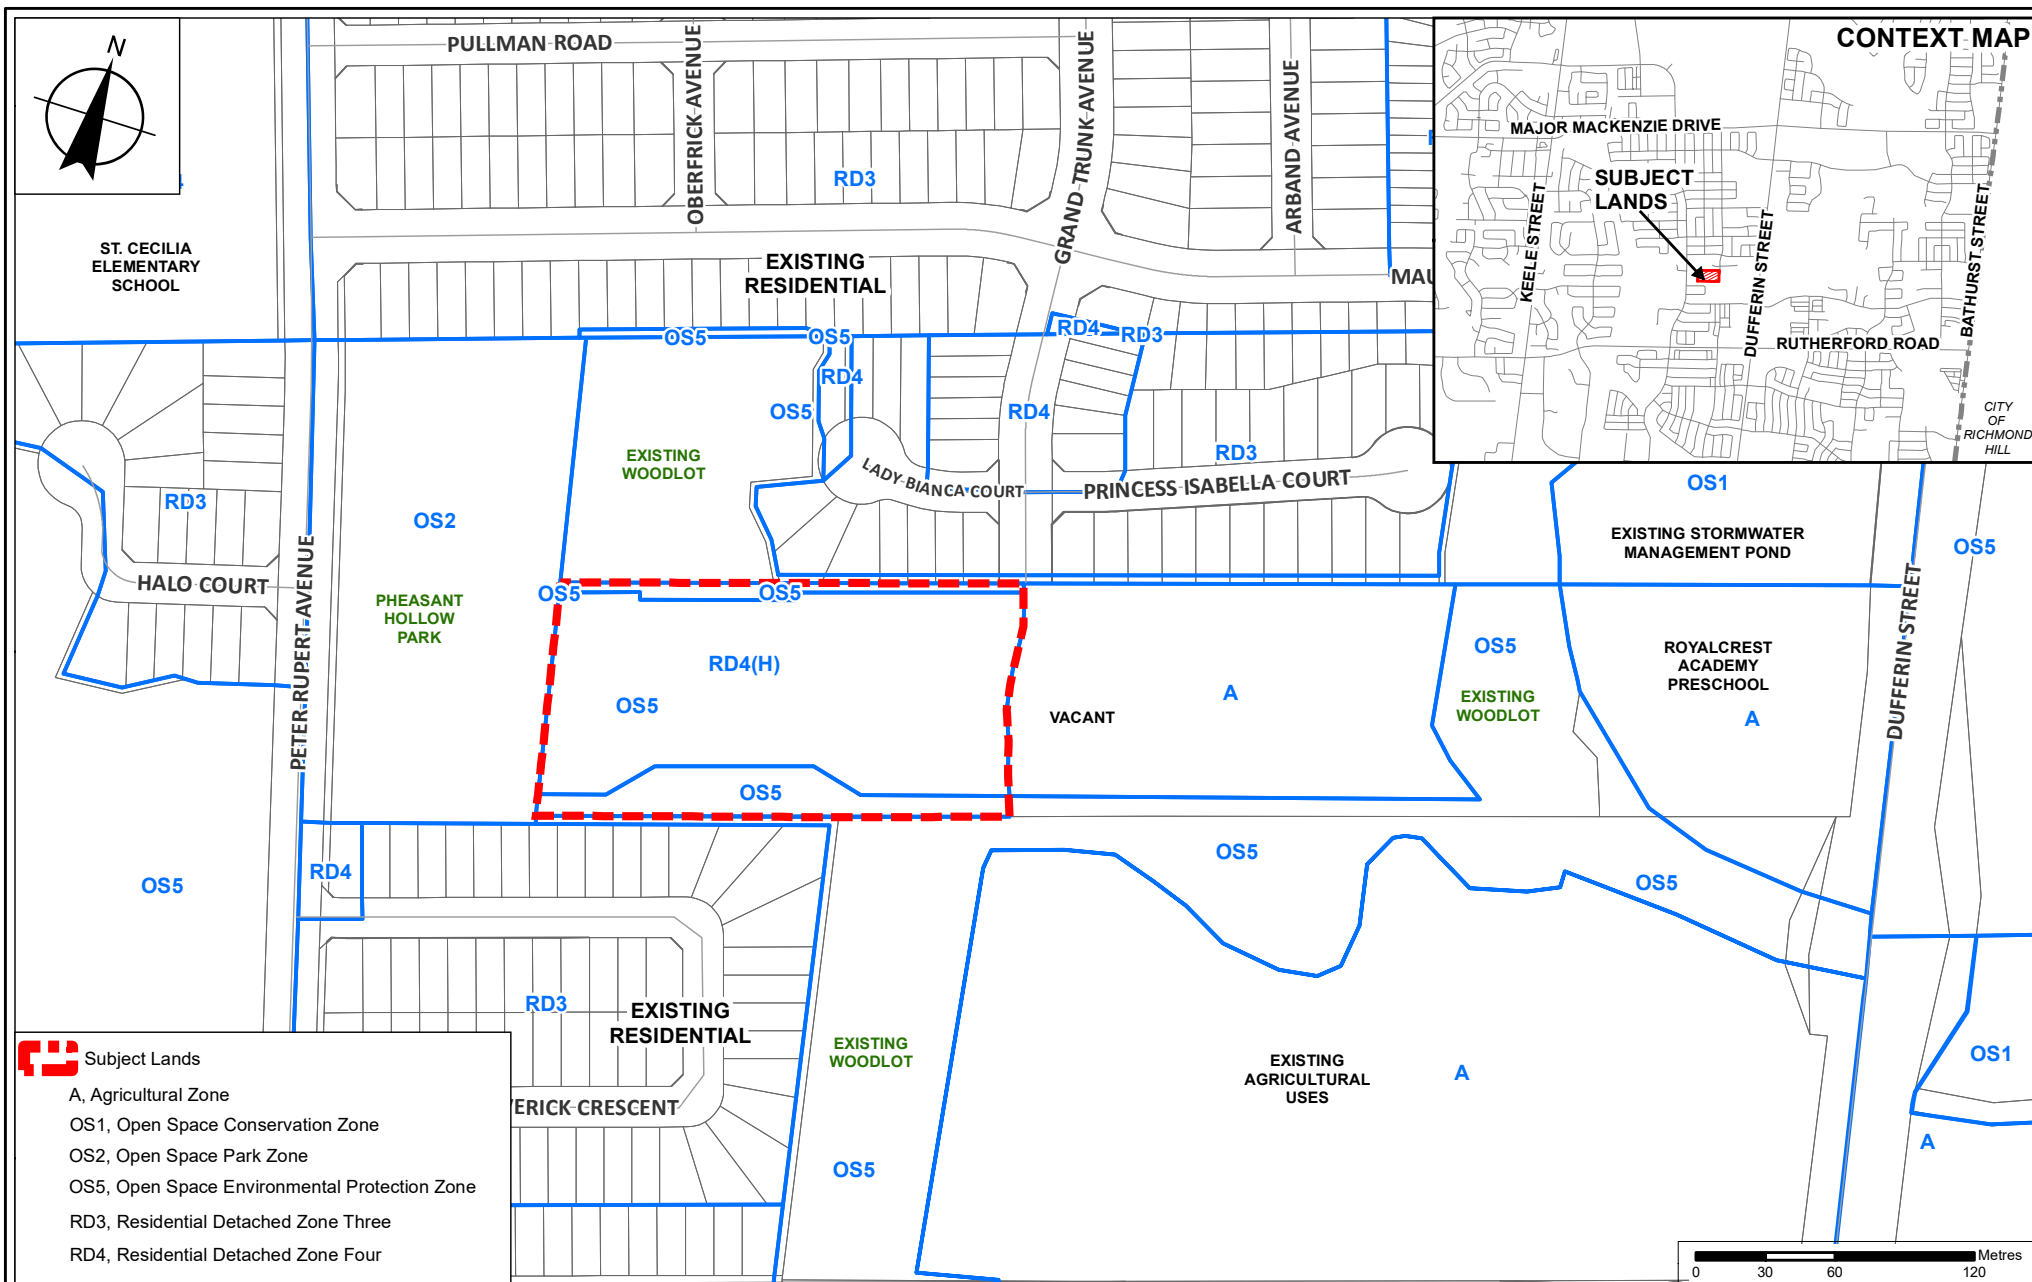 N
PULLMAN ROAD
OBERFRICK AVENUE
GRAND TRUNK AVENUE
ARBAND AVENUE
RD3
ST. CECILIA
ELEMENTARY
SCHOOL
EXISTING
RESIDENTIAL
CONTEXT MAP
MAJOR MACKENZIE DRIVE
SUBJECT
LANDS
KEELE STREET
DUFFERIN STREET
BATHURST STREET
RUTHERFORD ROAD
CITY
OF
RICHMOND
HILL
MAU
OS5
OS5
RD4
RD3
RD4
OS5
RD4
EXISTING
WOODLOT
RD3
LADY BIANCA COURT
PRINCESS ISABELLA COURT
RD3
OS2
OS1
EXISTING STORMWATER
MANAGEMENT POND
OS5
HALO COURT
PETER RUPERT AVENUE
PHEASANT
HOLLOW
PARK
OS5
OS5
RD4(H)
OS5
OS5
VACANT
A
OS5
EXISTING
WOODLOT
ROYALCREST
ACADEMY
PRESCHOOL
A
DUFFERIN STREET
OS5
RD4
OS5
OS5
RD3
EXISTING
RESIDENTIAL
EXISTING
WOODLOT
EXISTING
AGRICULTURAL
USES
A
OS1
A
VERICK CRESCENT
OS5
Subject Lands
A, Agricultural Zone
OS1, Open Space Conservation Zone
OS2, Open Space Park Zone
OS5, Open Space Environmental Protection Zone
RD3, Residential Detached Zone Three
RD4, Residential Detached Zone Four
Metres
0 30 60 120